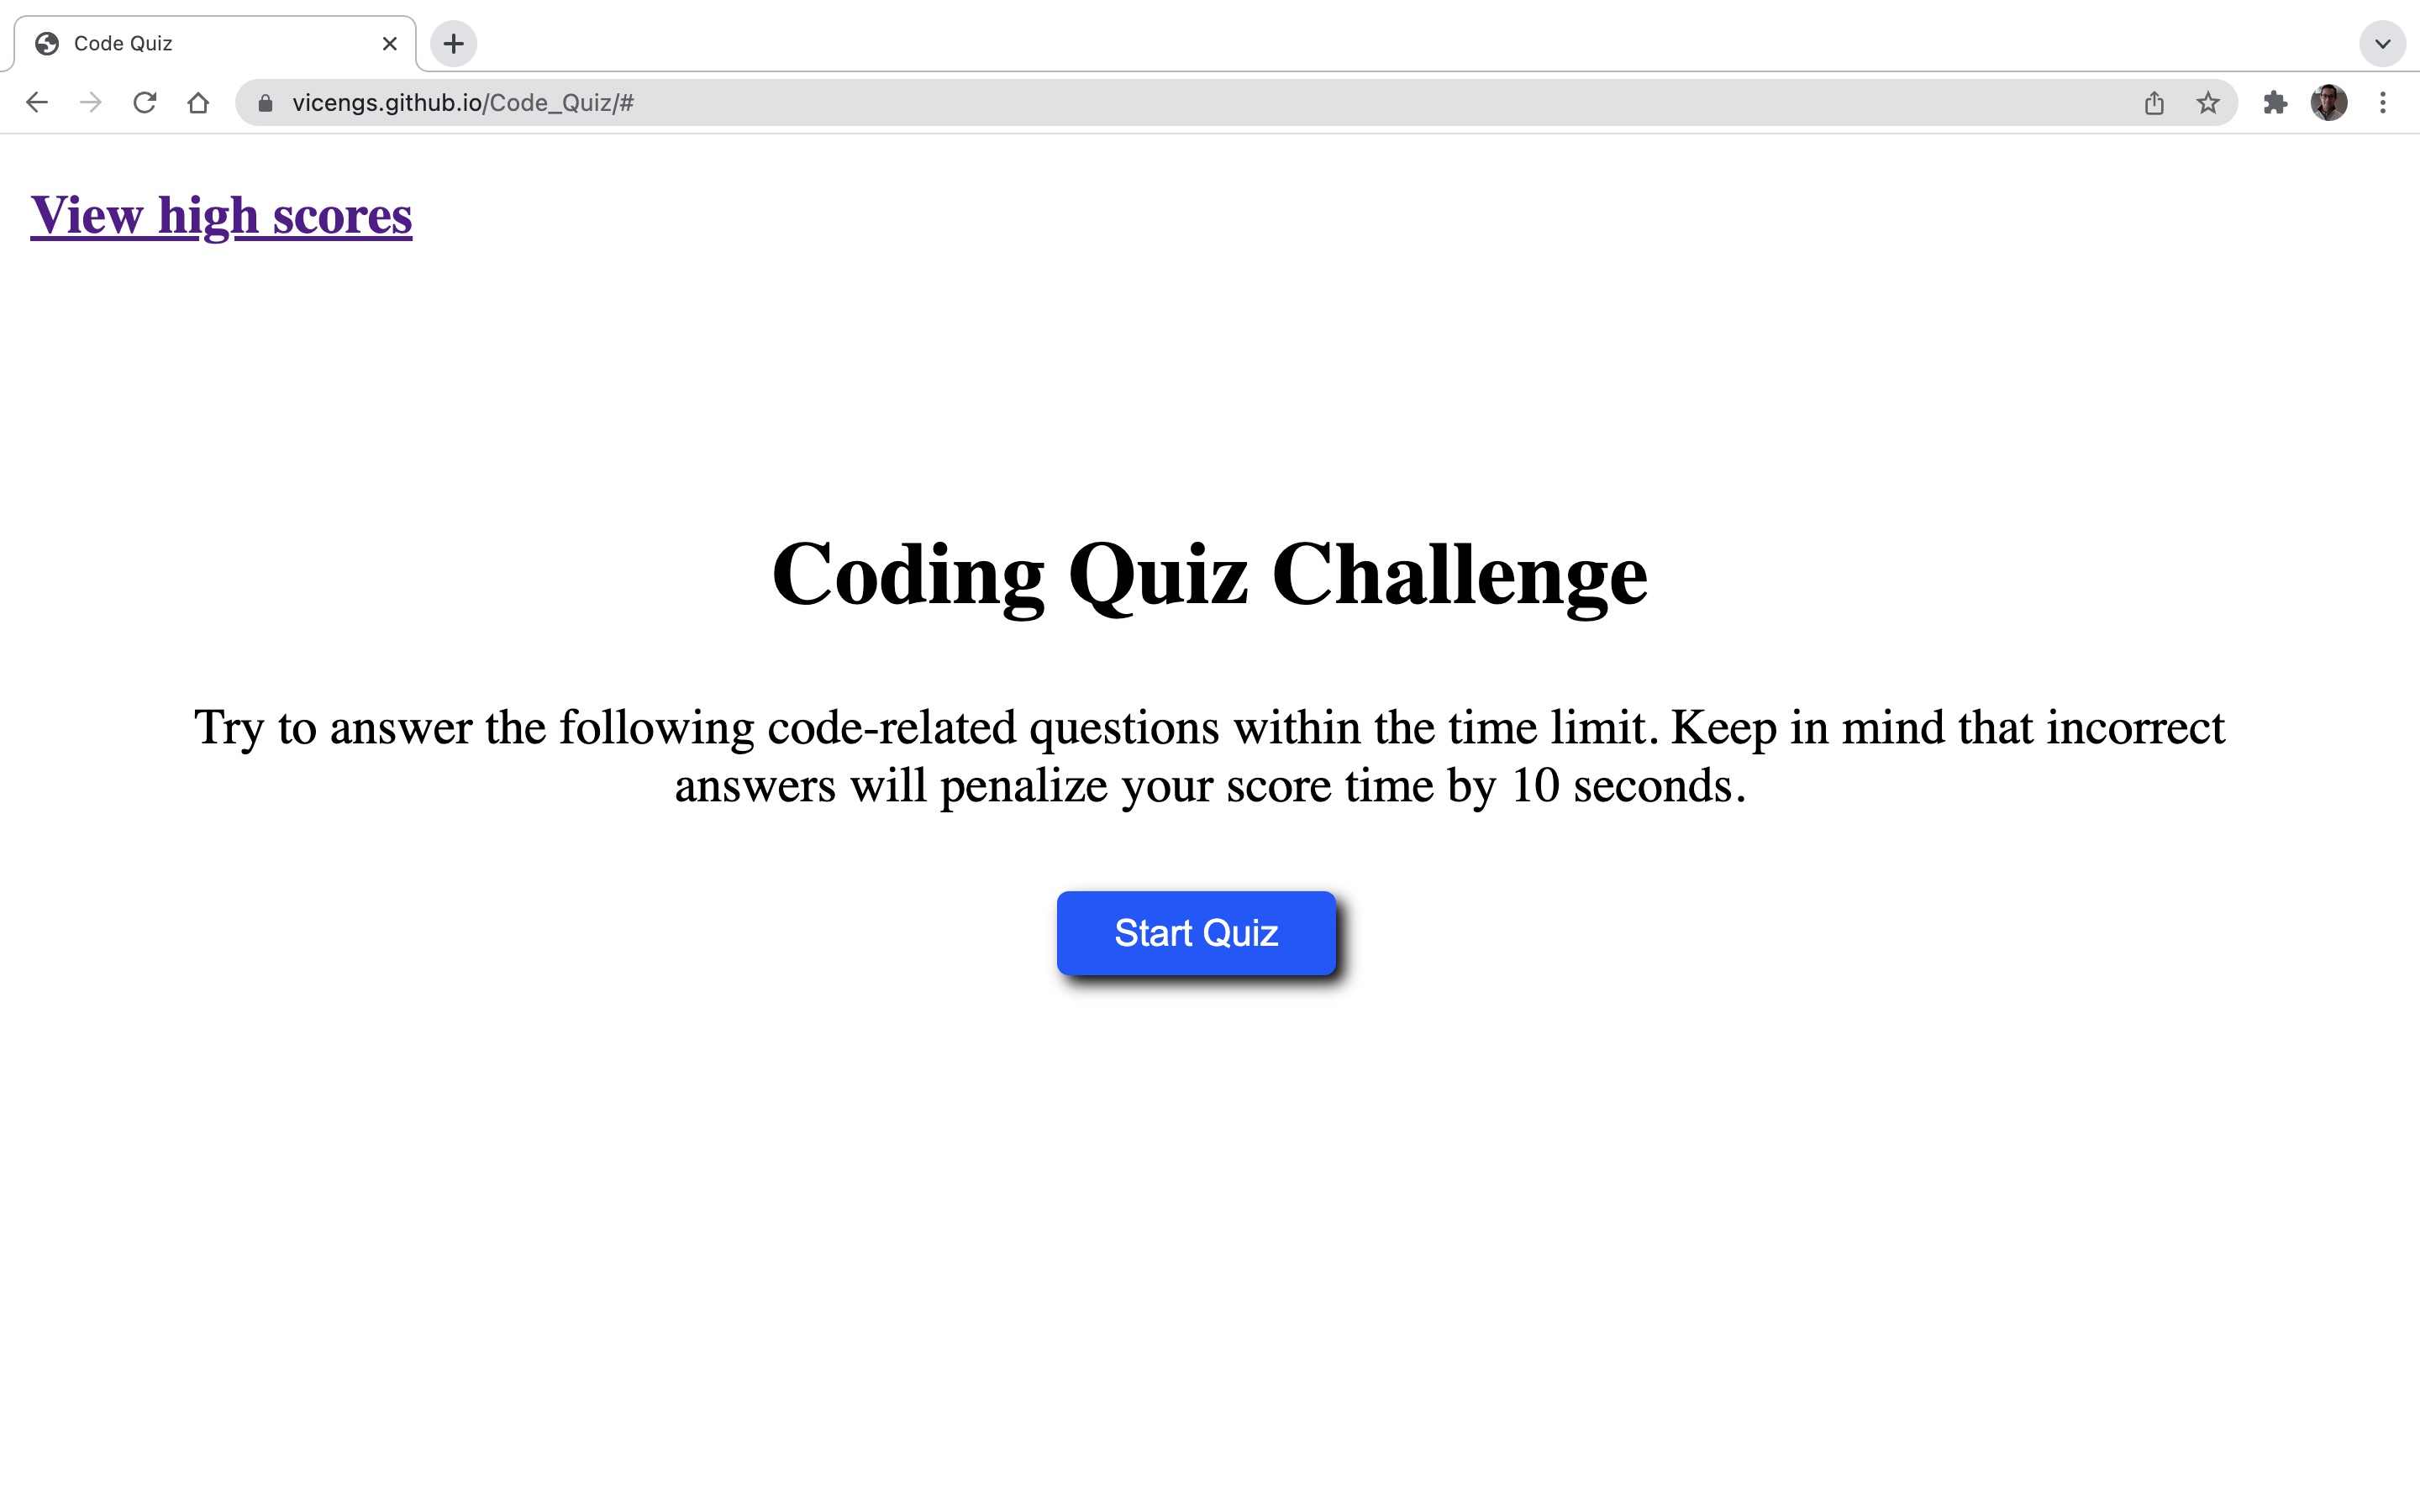 Code Quiz
vicengs.github.io/Code_Quiz/#
View high scores
Coding Quiz Challenge
Try to answer the following code-related questions within the time limit. Keep in mind that incorrect
answers will penalize your score time by 10 seconds.
Start Quiz